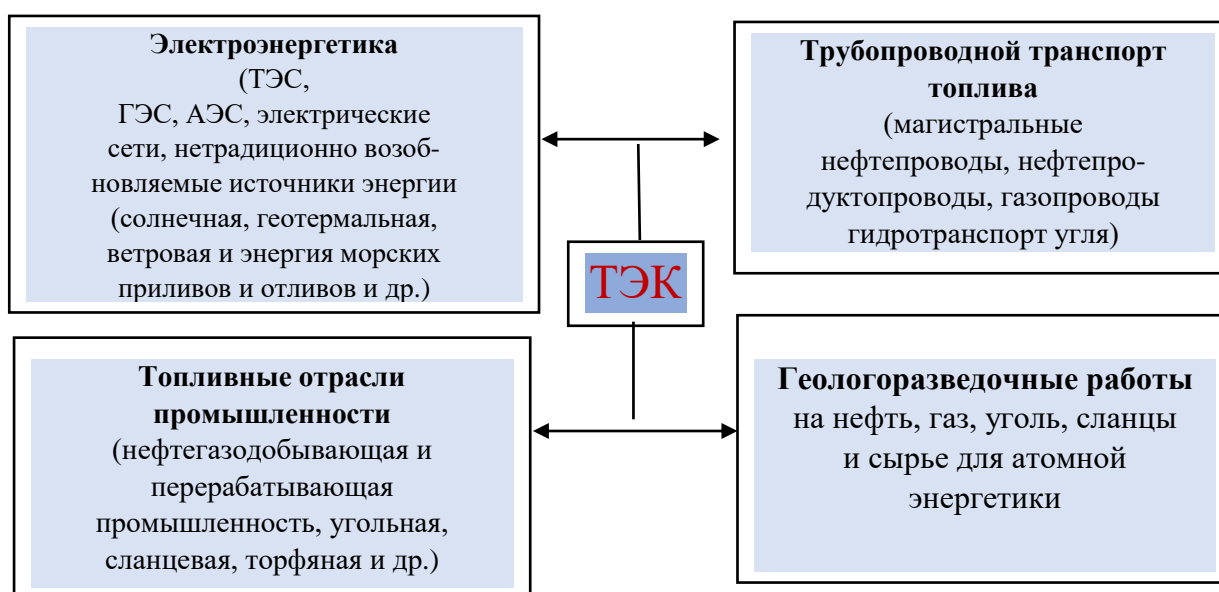 Электроэнергетика
(ТЭС,
ГЭС, АЭС, электрические
сети, нетрадиционно возоб-
новляемые источники энергии
(солнечная, геотермальная,
ветровая и энергия морских
приливов и отливов и др.)
Трубопроводной транспорт
топлива
(магистральные
нефтепроводы, нефтепро-
дуктопроводы, газопроводы
гидротранспорт угля)
ТЭК
Топливные отрасли
промышленности
(нефтегазодобывающая и
перерабатывающая
промышленность, угольная,
сланцевая, торфяная и др.)
Геологоразведочные работы
на нефть, газ, уголь, сланцы
и сырье для атомной
энергетики